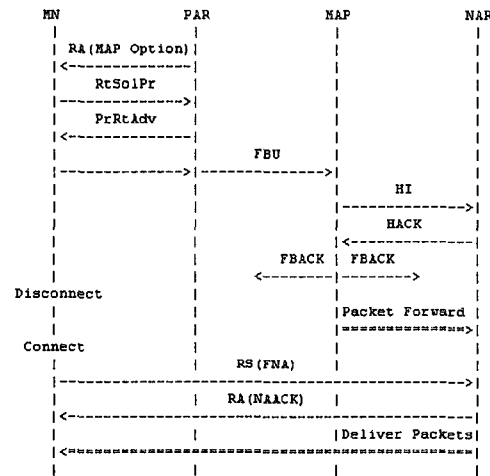 MN PAR MAP NAR
RA(MAP Option)
RtSolPr
PrRtAdv
FBU
HI
HACK
FBACK FBACK
Disconnect
Packet Forward
Connect
RS(FNA)
RA(NAACK)
Deliver Packets